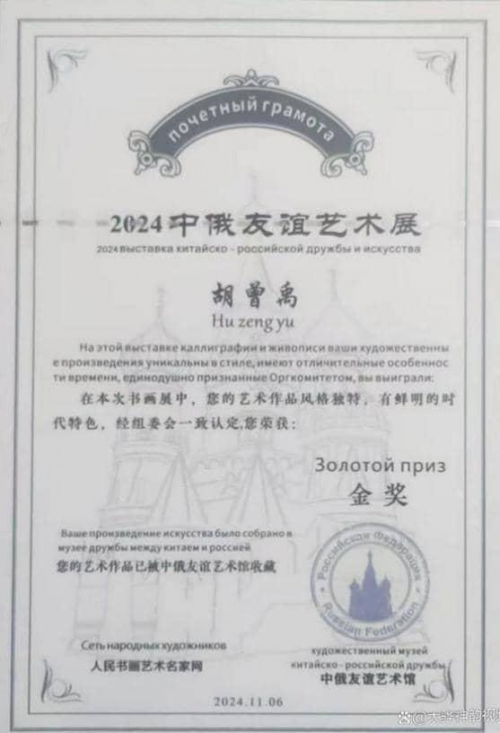 почетный грамота
2024中俄友谊艺术展
2024 выставка китайско - российской дружбы и искусства
胡曾禹
Hu zeng yu
На этой выставке каллиграфии и живописи ваши художественны
е произведения уникальны в стиле, имеют отличительные особеннос
ти времени, единодушно признанные Оргкомитетом, вы выиграли:
在本次书画展中，您的艺术作品风格独特，有鲜明的时
代特色，经组委会一致认定,您荣获：
Золотой приз
金奖
Ваше произведение искусства было собрано в
музее дружбы между китаем и россией
您的艺术作品已被中俄友谊艺术馆收藏
Российская Федерация
Russian Federation
Сеть народных художников
人民书画艺术名家网
художественный музей
китайско - российской дружбы
中俄友谊艺术馆
2024.11.06